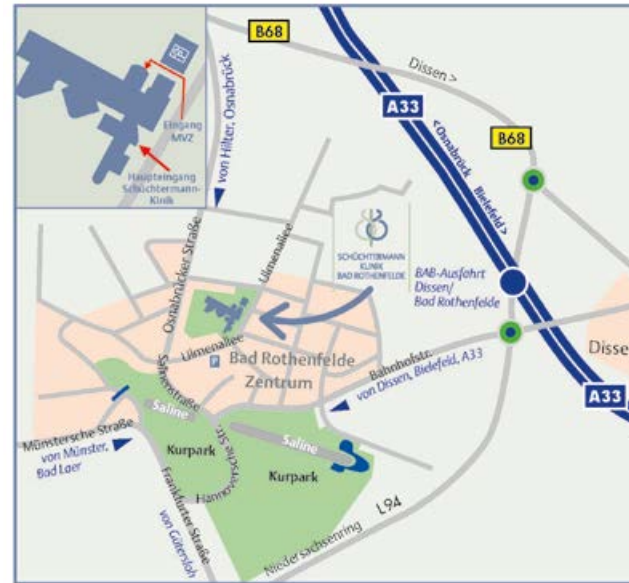 Eingang
MVZ
Haupteingang
Schüchtermann-
Klinik
B68
Dissen >
von Hilter, Osnabrück
A33
B68
< Osnabrück
Bielefeld >
Osnabrücker Straße
Ulmenallee
SCHÜCHTERMANN
KLINIK
BAD ROTHENFELDE
BAB-Ausfahrt
Dissen/
Bad Rothenfelde
Ulmenallee
P
Bad Rothenfelde
Zentrum
Salinenstraße
Bahnhofstr.
von Dissen, Bielefeld, A33
Disse
A33
Saline
Münstersche Straße
von Münster,
Bad Laer
Kurpark
Hannoversche Str.
Saline
Kurpark
Frankfurter Straße
von Gütersloh
L94
Niedersachsenring